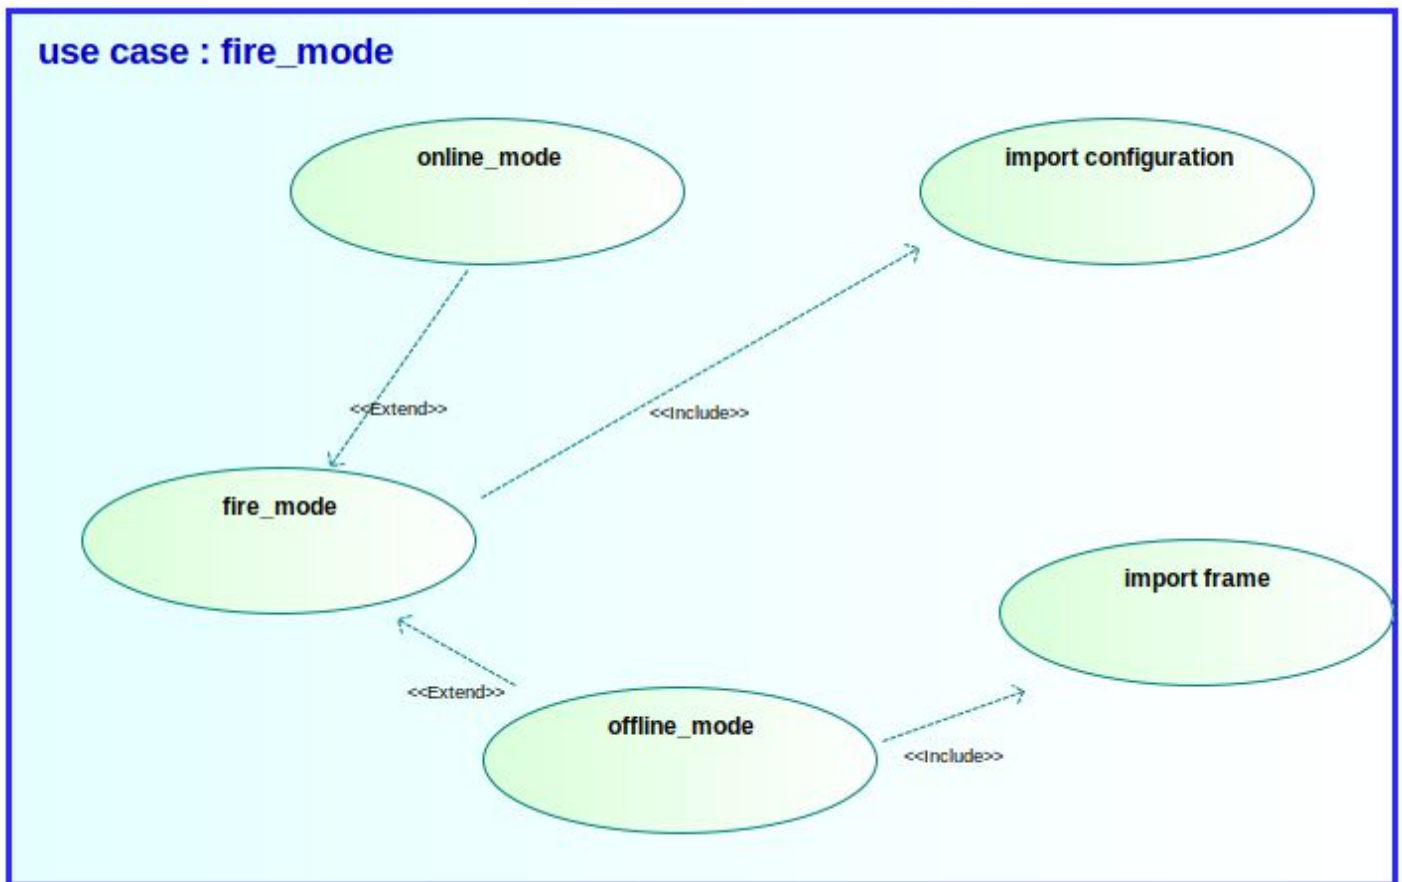 use case : fire_mode
online_mode
import configuration
<<Extend>>
<<Include>>
fire_mode
import frame
<<Extend>>
offline_mode
<<Include>>